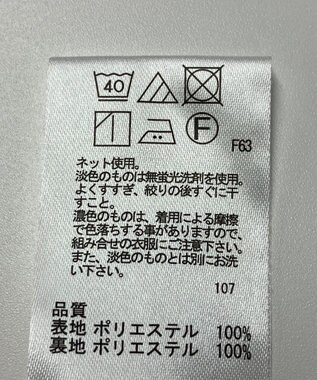 40
F
F63
ネット使用。
淡色のものは無蛍光洗剤を使用。
よくすすぎ、絞りの後すぐに干
すこと。
濃色のものは、着用による摩擦
で色落ちする事がありますので、
組み合せの衣服にご注意下さい。
また、淡色のものとは別にお洗
い下さい。
107
品質
表地 ポリエステル 100%
裏地 ポリエステル 100%